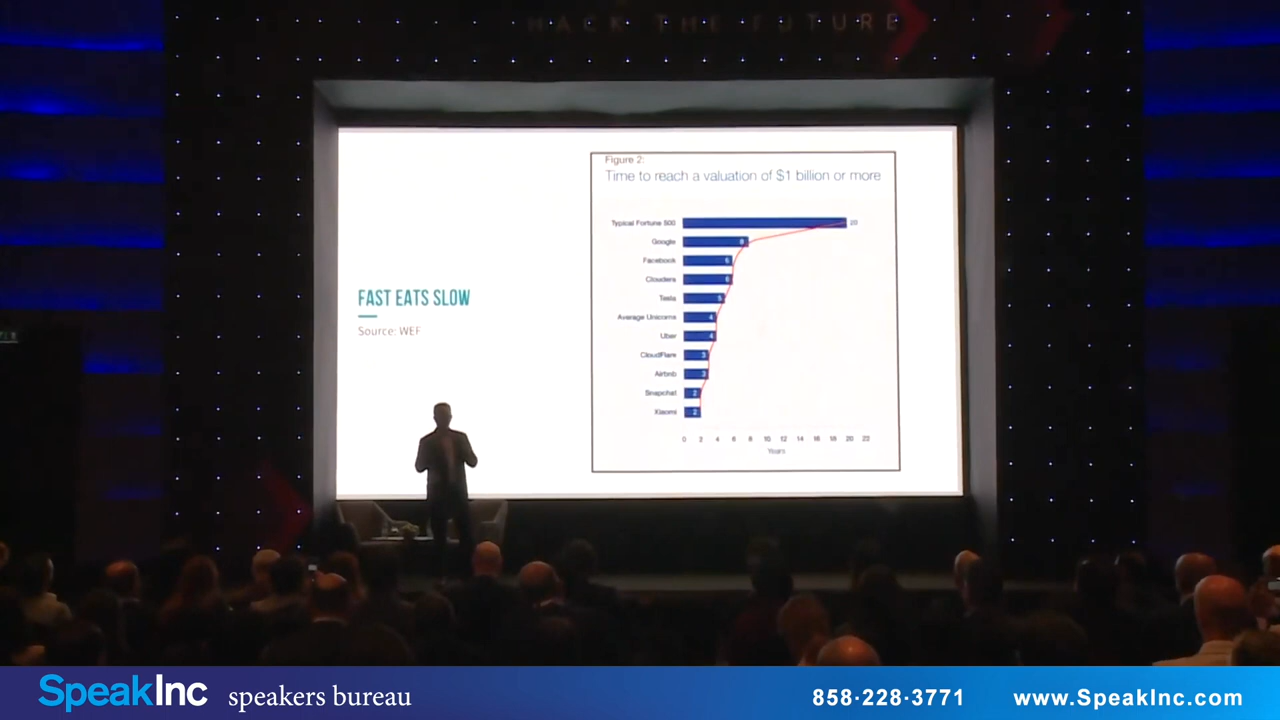 HACK THE FUTURE
FAST EATS SLOW
Source: WEF
Figure 2:
Time to reach a valuation of $1 billion or more
Typical Fortune 500 20
Google 8
Facebook 6
Cloudera 6
Tesla 5
Average Unicorns 4
Uber 4
CloudFlare 3
Airbnb 3
Snapchat 2
Xiaomi 2
0 2 4 6 8 10 12 14 16 18 20 22
Years
SpeakInc speakers bureau 858·228·3771 www.SpeakInc.com